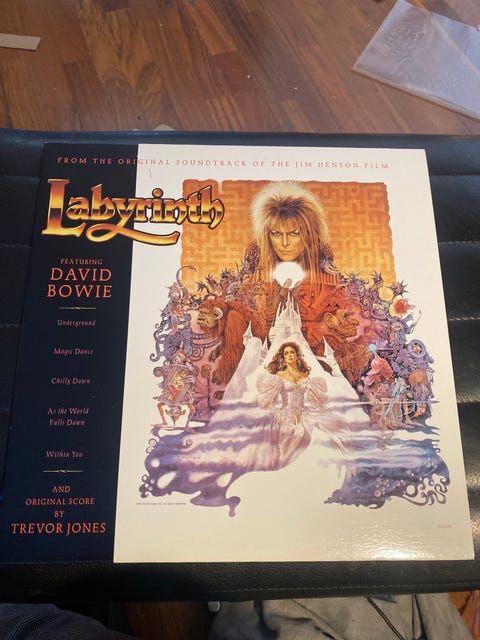 FROM THE ORIGINAL SOUNDTRACK OF THE JIM HENSON FILM
Labyrinth
FEATURING
DAVID
BOWIE
Underground
Magic Dance
Chilly Down
As the World
Falls Down
Within You
AND
ORIGINAL SCORE
BY
TREVOR JONES